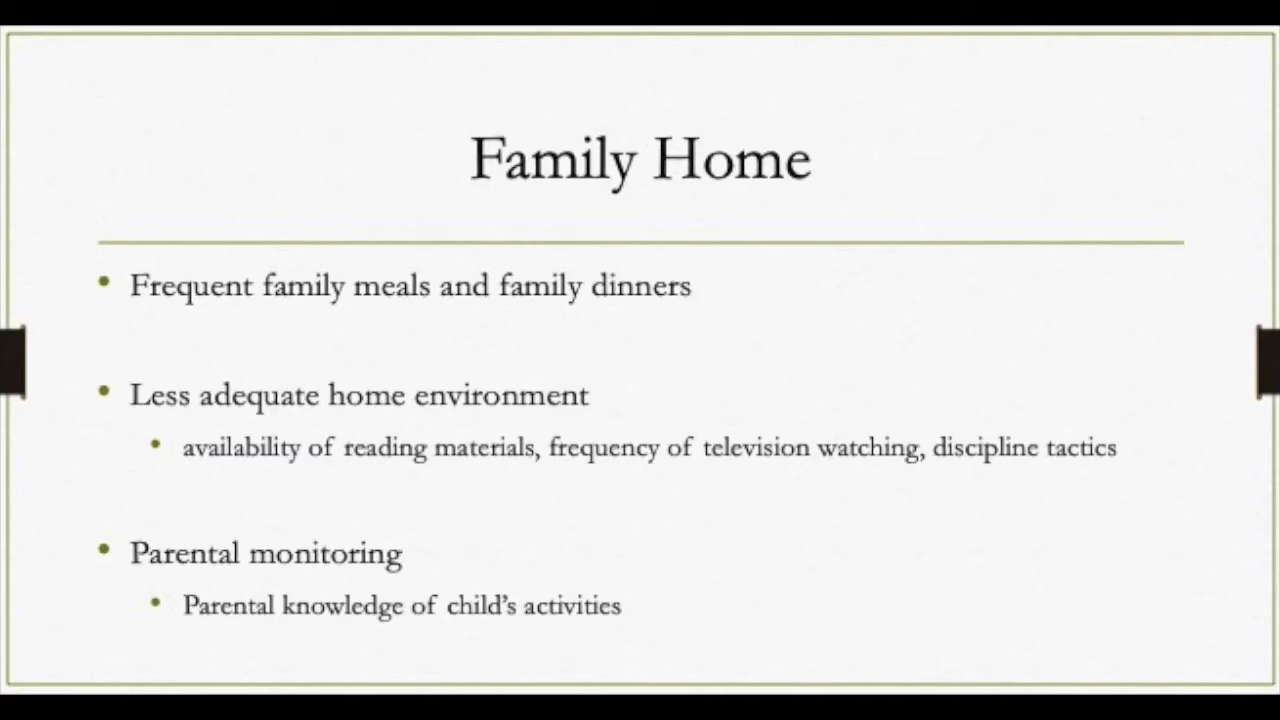 Family Home
• Frequent family meals and family dinners
• Less adequate home environment
• availability of reading materials, frequency of television watching, discipline tactics
• Parental monitoring
• Parental knowledge of child's activities